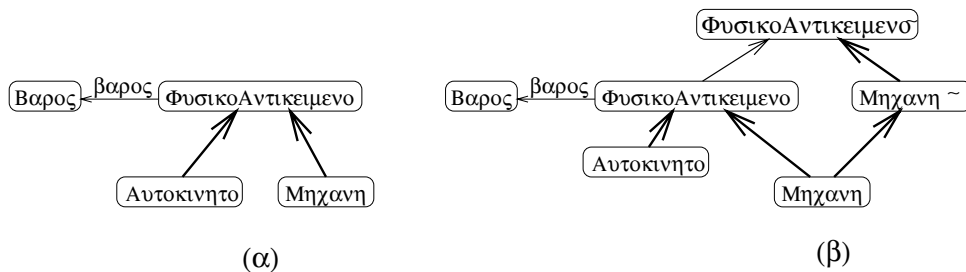 ΦυσικοΑντικειμενο~
βαρος
Βαρος
ΦυσικοΑντικειμενο
Αυτοκινητο
Μηχανη
(α)
βαρος
Βαρος
ΦυσικοΑντικειμενο
Μηχανη ~
Αυτοκινητο
Μηχανη
(β)